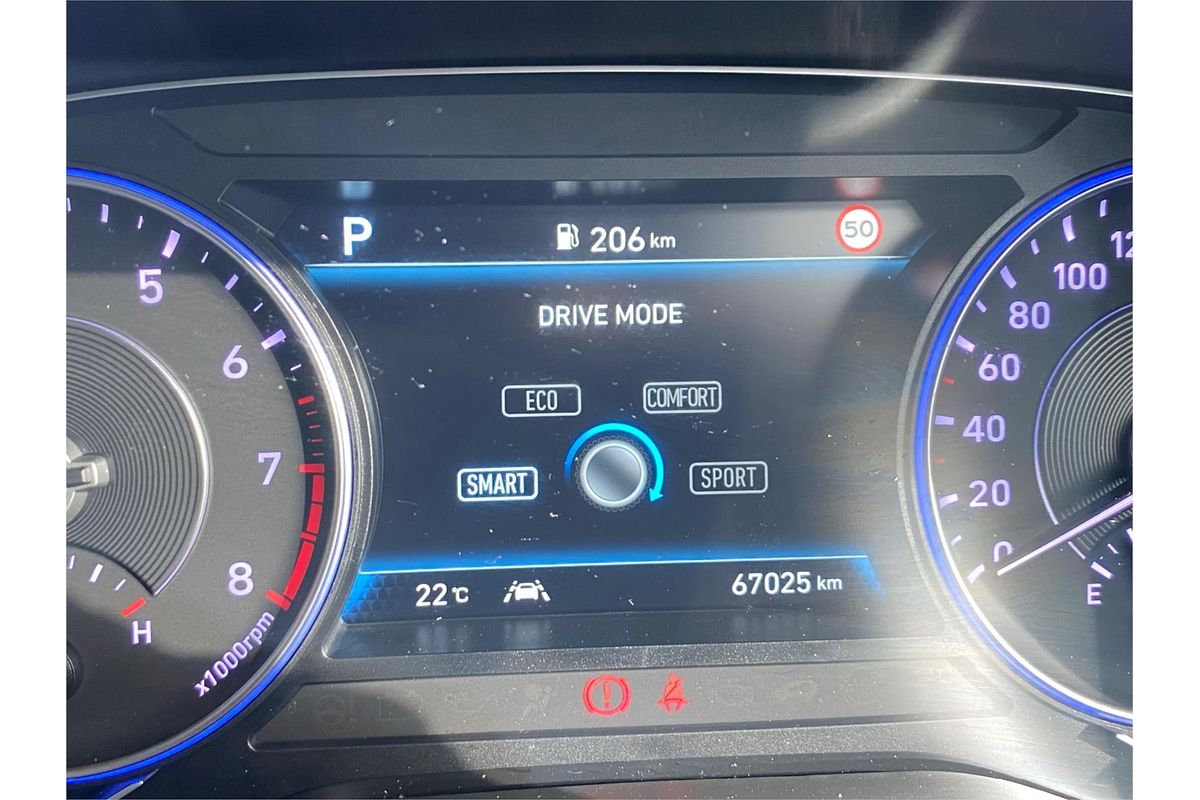 P
206 km
50
DRIVE MODE
ECO
COMFORT
SMART
SPORT
22 °C
67025 km
5
6
7
8
x1000rpm
H
100
80
60
40
20
0
E